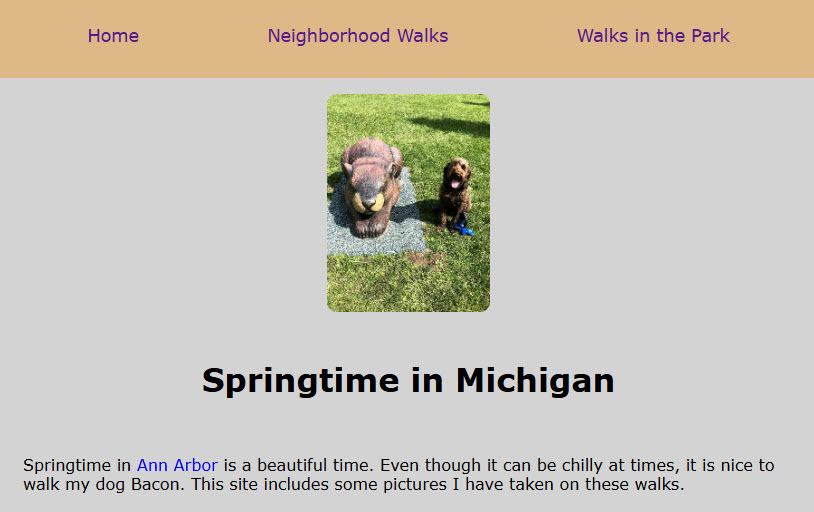 Home Neighborhood Walks Walks in the Park
Springtime in Michigan
Springtime in Ann Arbor is a beautiful time. Even though it can be chilly at times, it is nice to
walk my dog Bacon. This site includes some pictures I have taken on these walks.